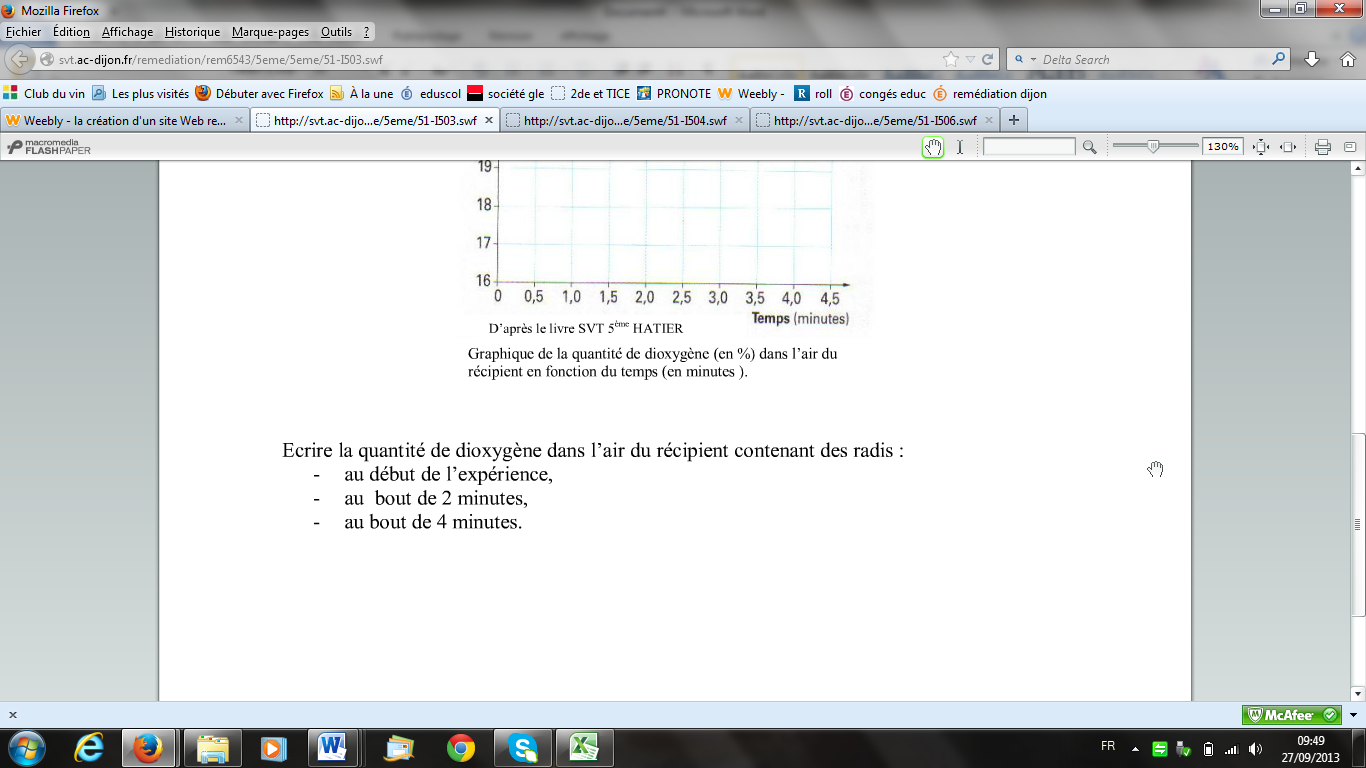 Mozilla Firefox
Fichier Édition Affichage Historique Marque-pages Outils ?
svt.ac-dijon.fr/remediation/rem6543/5eme/5eme/51-I503.swf
Delta Search
Club du vin Les plus visités Débuter avec Firefox À la une eduscol société gle 2de et TICE PRONOTE Weebly - roll congés educ remédiation dijon
Weebly - la création d'un site Web re... http://svt.ac-dijo...e/5eme/51-I503.swf http://svt.ac-dijo...e/5eme/51-I504.swf http://svt.ac-dijo...e/5eme/51-I506.swf
macromedia
FLASHPAPER
130%
19
18
17
16
0 0,5 1,0 1,5 2,0 2,5 3,0 3,5 4,0 4,5
Temps (minutes)
D'après le livre SVT 5ème HATIER
Graphique de la quantité de dioxygène (en %) dans l'air du
récipient en fonction du temps (en minutes ).
Ecrire la quantité de dioxygène dans l'air du récipient contenant des radis :
- au début de l'expérience,
- au bout de 2 minutes,
- au bout de 4 minutes.
McAfee
FR
09:49
27/09/2013